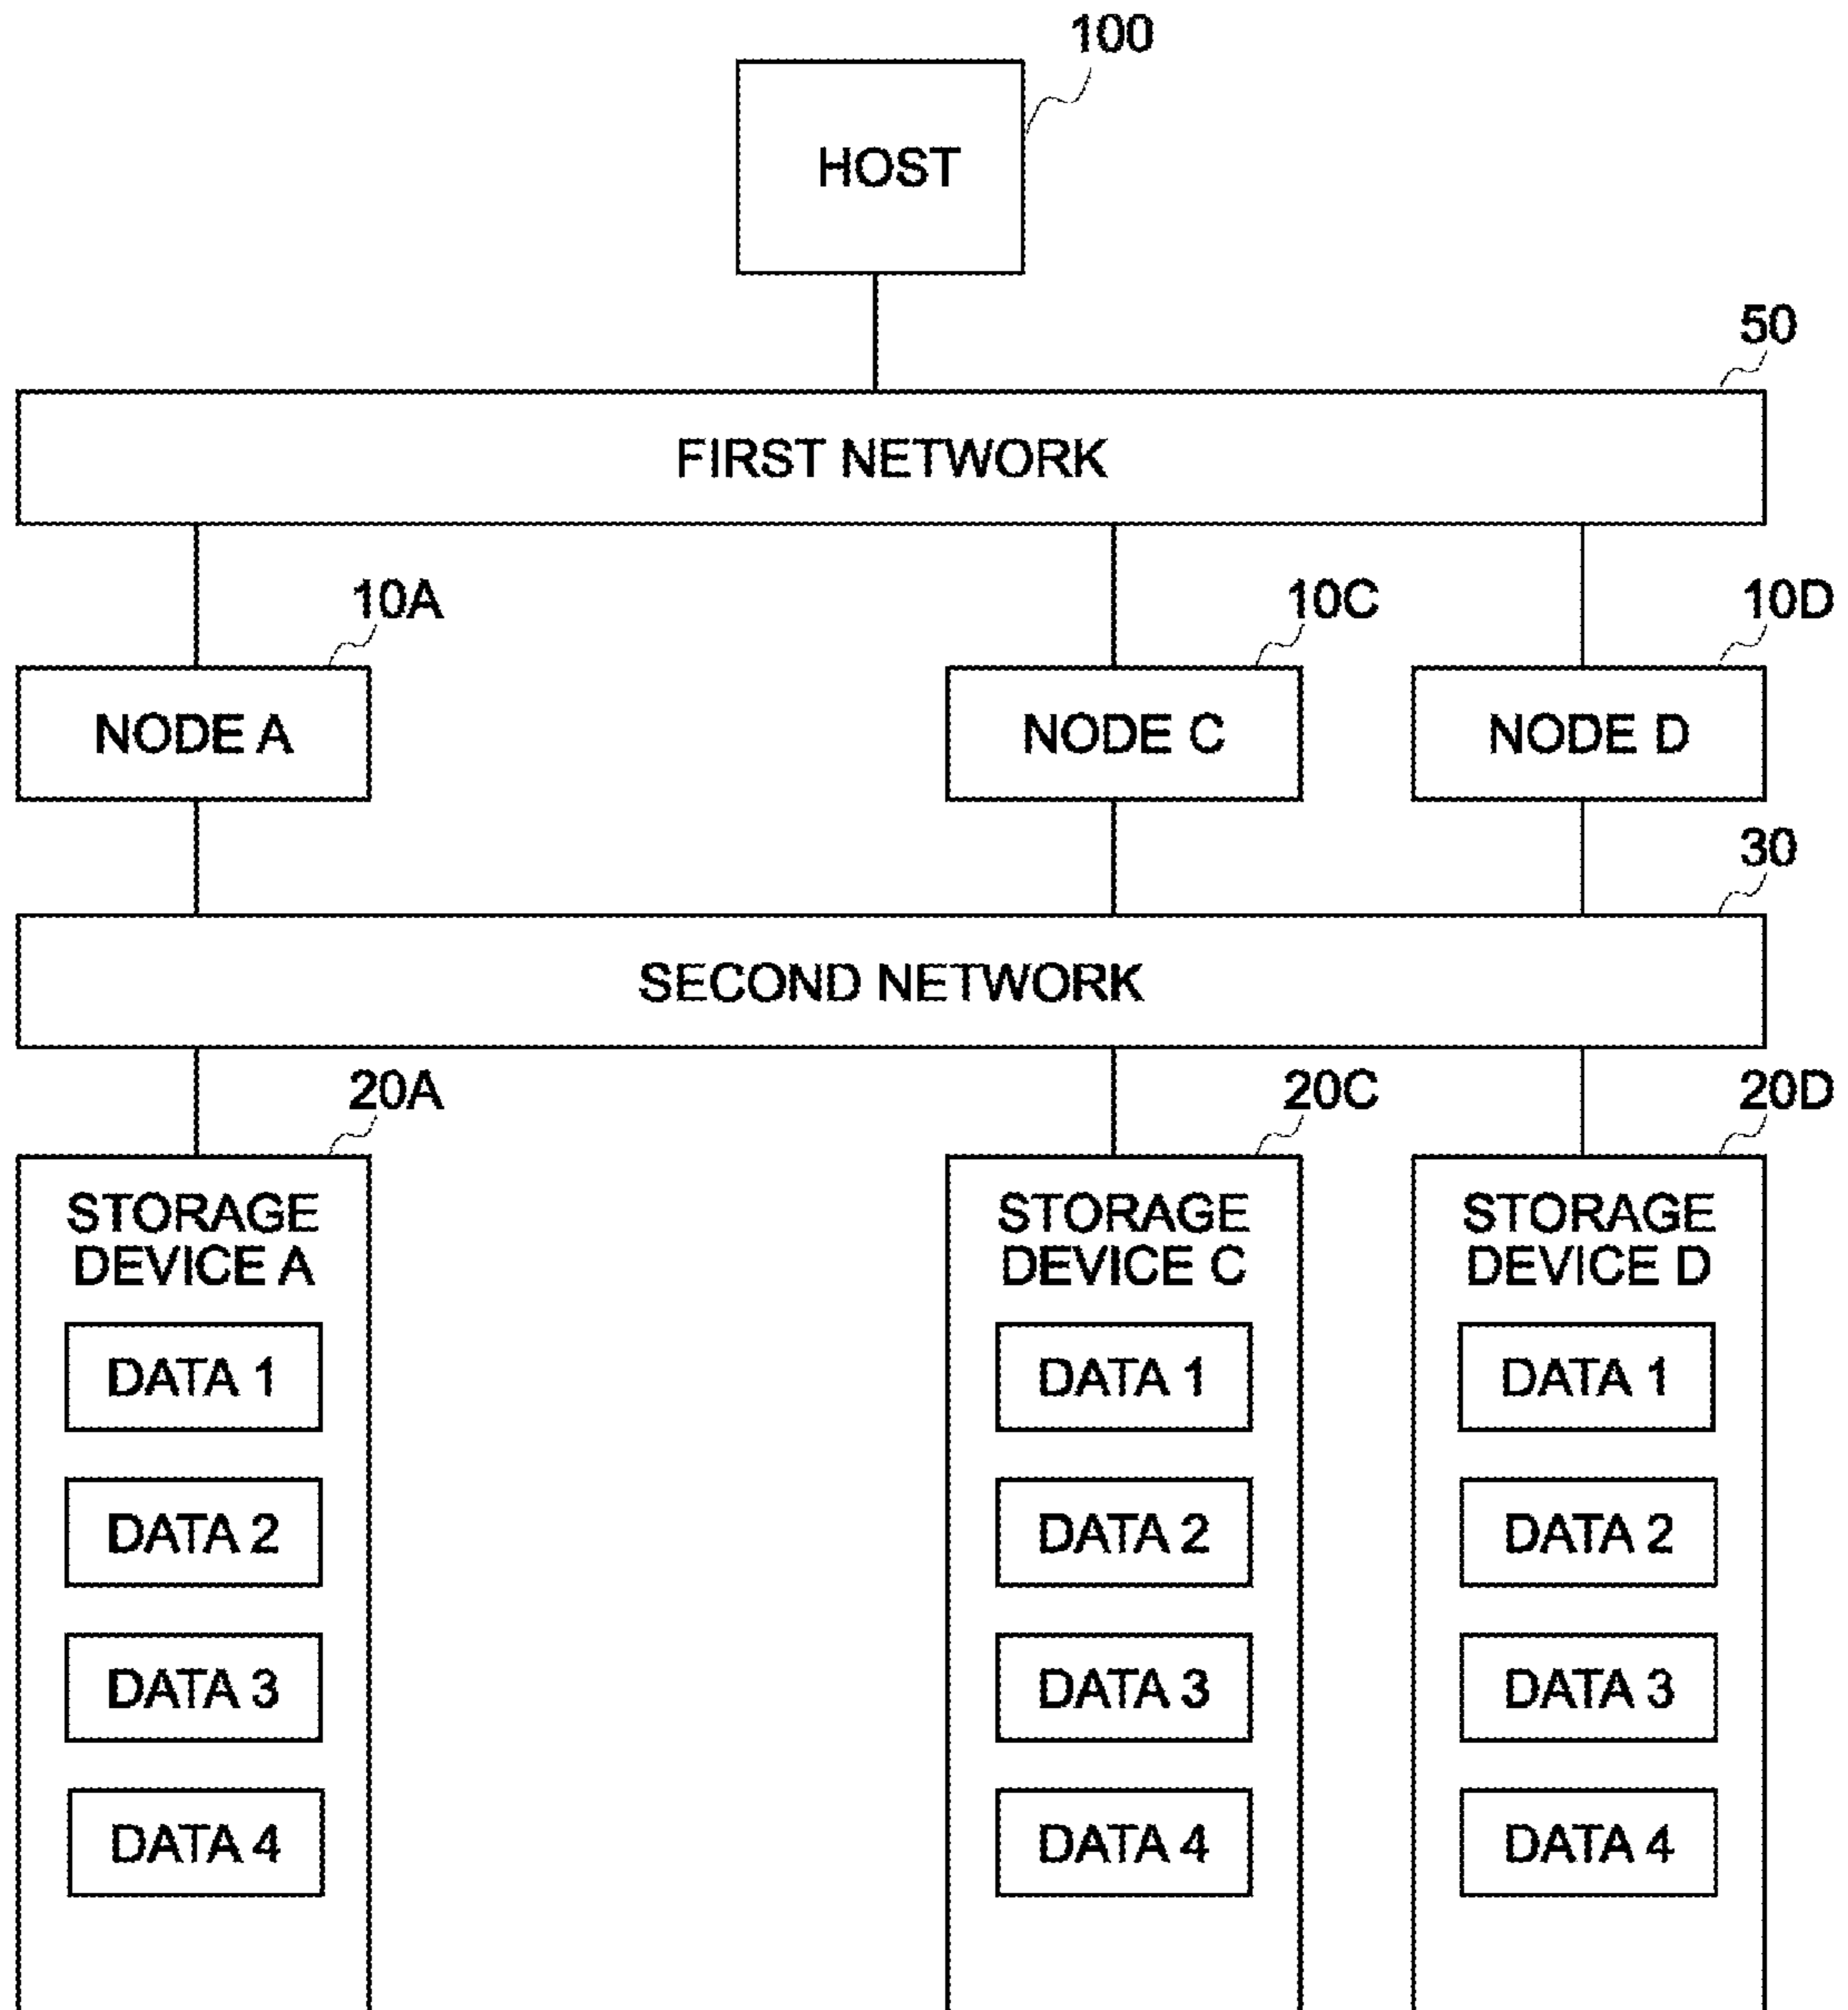 100
HOST
50
FIRST NETWORK
10A
10C
10D
NODE A
NODE C
NODE D
30
SECOND NETWORK
20A
20C
20D
STORAGE
DEVICE A
STORAGE
DEVICE C
STORAGE
DEVICE D
DATA 1
DATA 1
DATA 1
DATA 2
DATA 2
DATA 2
DATA 3
DATA 3
DATA 3
DATA 4
DATA 4
DATA 4